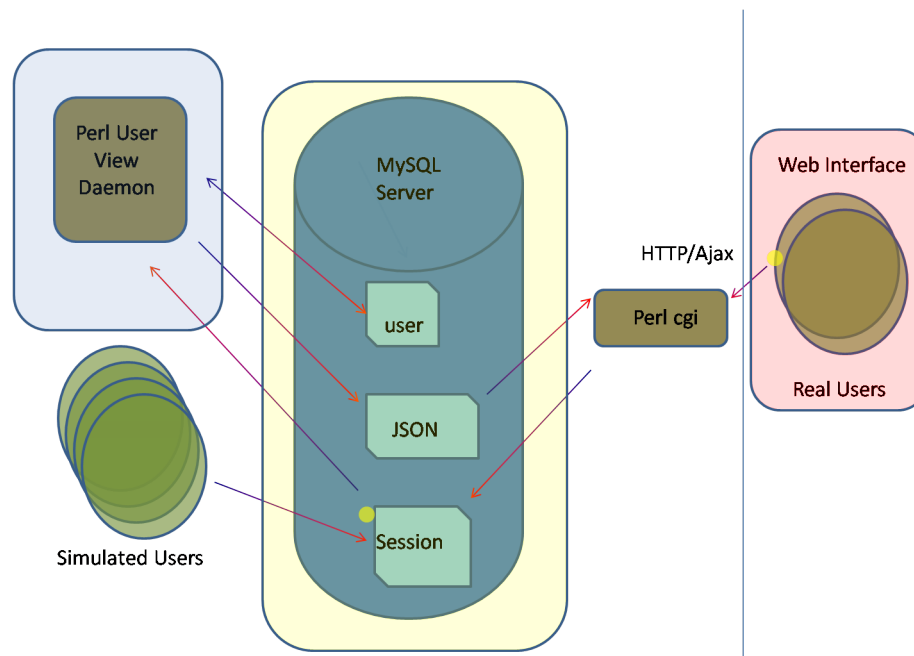 Perl User
View
Daemon
MySQL
Server
Web Interface
HTTP/Ajax
user
Perl cgi
Real Users
JSON
Session
Simulated Users